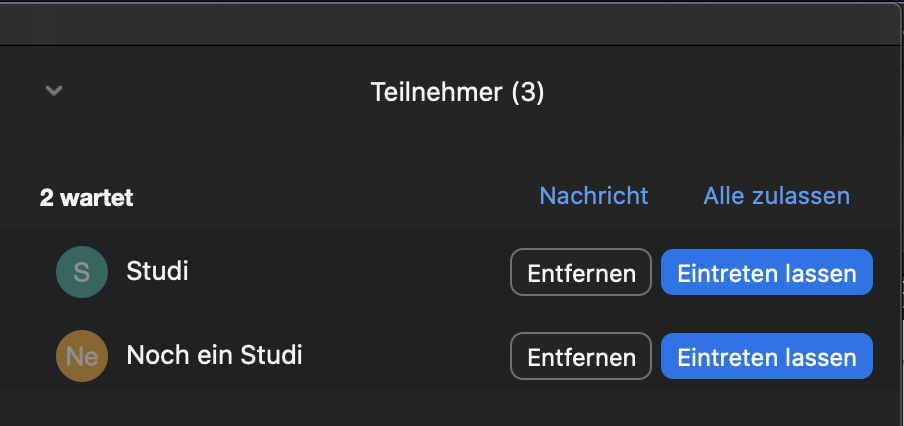 Teilnehmer (3)
2 wartet Nachricht Alle zulassen
S Studi Entfernen Eintreten lassen
Ne Noch ein Studi Entfernen Eintreten lassen